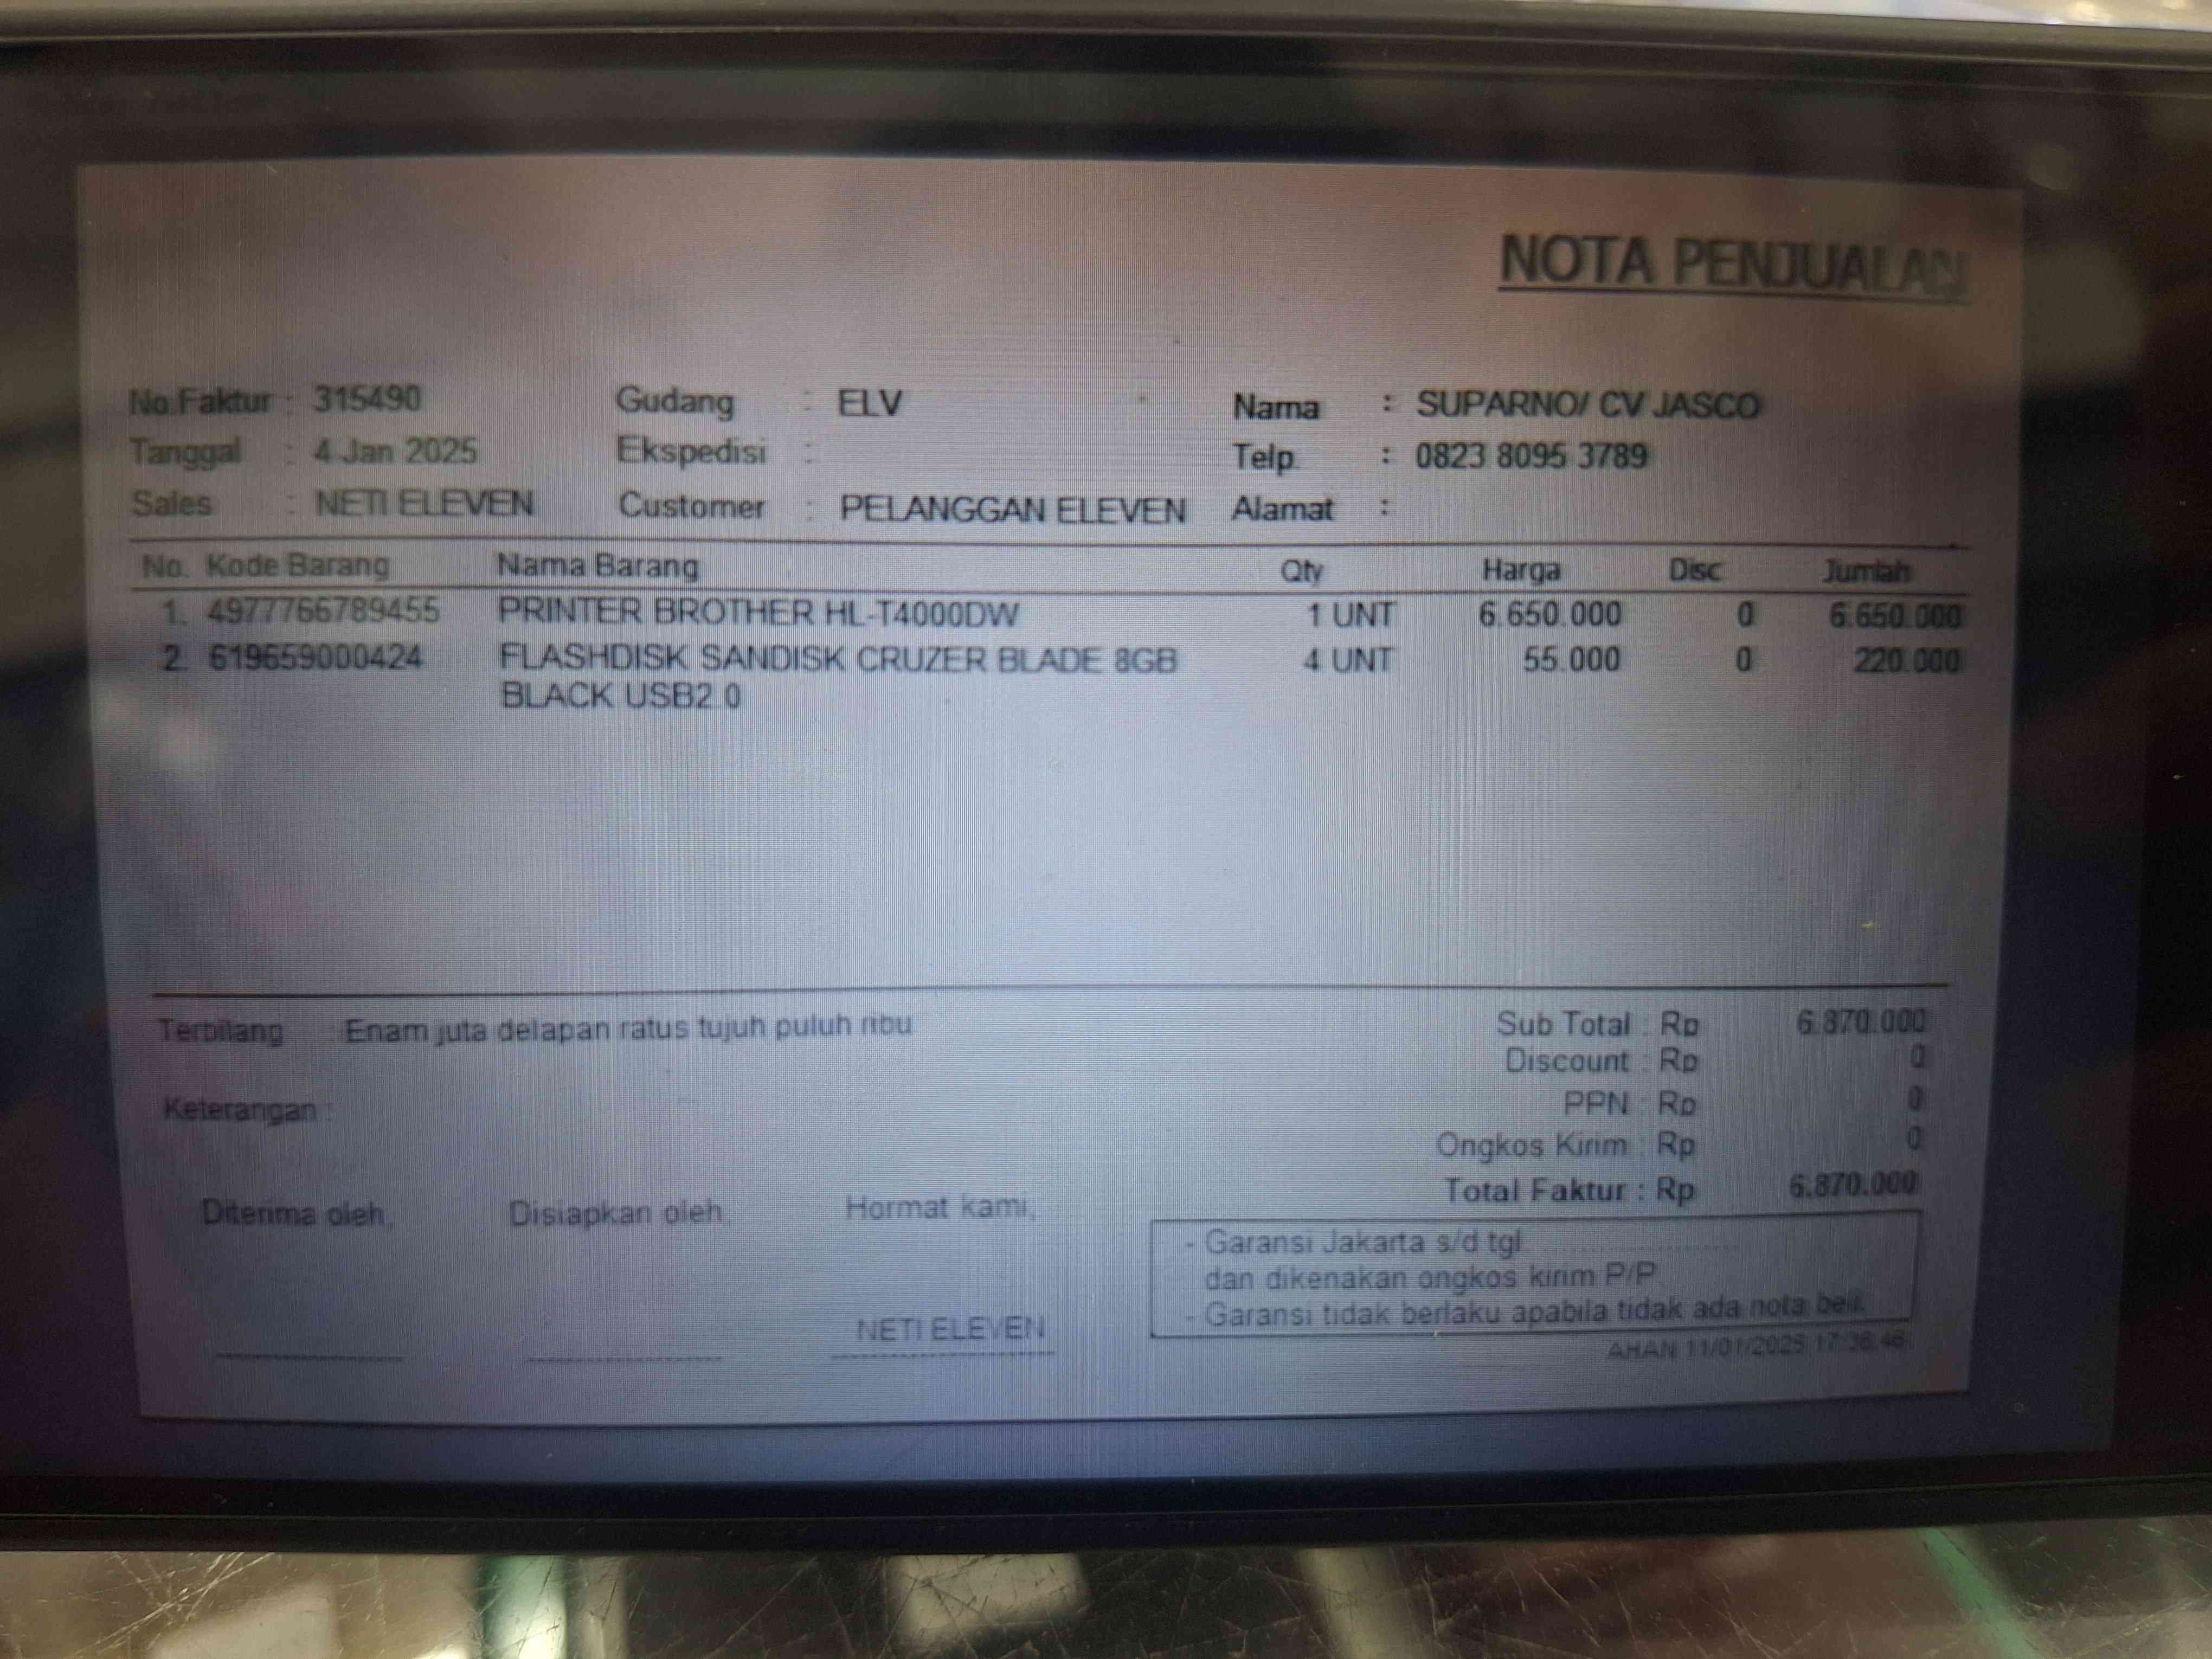 NOTA PENJUALAN
No.Faktur : 315490 Gudang : ELV Nama : SUPARNO/ CV JASCO
Tanggal : 4 Jan 2025 Ekspedisi : Telp. : 0823 8095 3789
Sales : NETI ELEVEN Customer : PELANGGAN ELEVEN Alamat :
No. Kode Barang Nama Barang Qty Harga Disc Jumlah
1. 4977766789455 PRINTER BROTHER HL-T4000DW 1 UNT 6.650.000 0 6.650.000
2. 619659000424 FLASHDISK SANDISK CRUZER BLADE 8GB 4 UNT 55.000 0 220.000
BLACK USB2.0
Terbilang : Enam juta delapan ratus tujuh puluh ribu Sub Total : Rp 6.870.000
Discount : Rp 0
Keterangan : PPN : Rp 0
Ongkos Kirim : Rp 0
Total Faktur : Rp 6.870.000
Diterima oleh, Disiapkan oleh, Hormat kami,
- Garansi Jakarta s/d tgl.
dan dikenakan ongkos kirim P/P
- Garansi tidak berlaku apabila tidak ada nota beli.
NETI ELEVEN
AHAN 11/01/2025 17:36:46